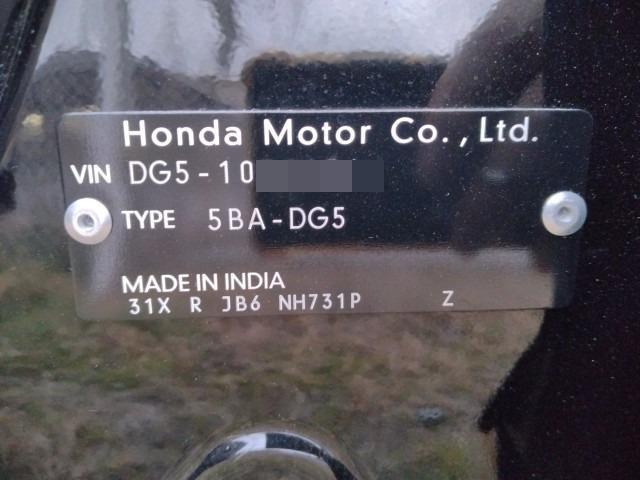 Honda Motor Co., Ltd.
VIN DG5-10
TYPE 5BA-DG5
MADE IN INDIA
31X R JB6 NH731P Z